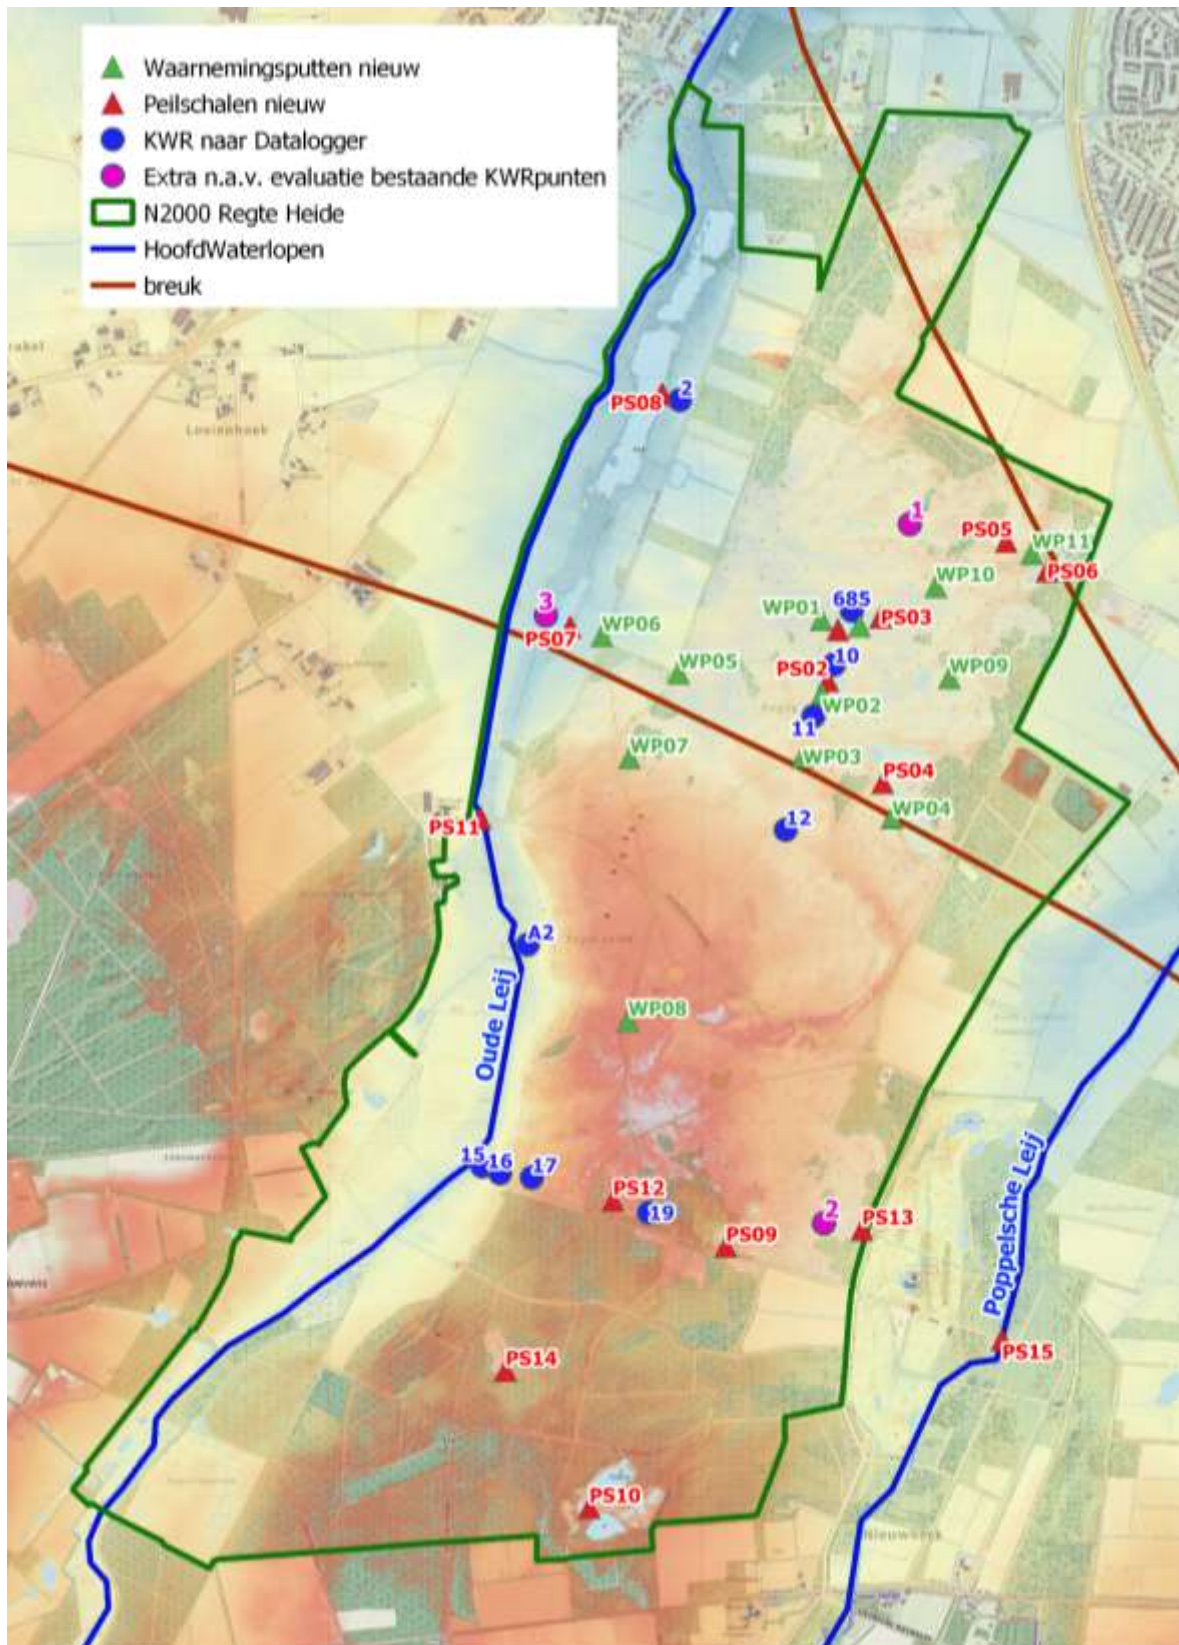 Waarnemingsputten nieuw
Peilschalen nieuw
KWR naar Datalogger
Extra n.a.v. evaluatie bestaande KWRpunten
N2000 Regte Heide
HoofdWaterlopen
breuk
2
PS08
1
PS05
WP11
PS06
WP10
3
685
WP01
PS03
PS07
WP06
10
PS02
WP05
WP09
WP02
11
WP07
WP03
PS04
WP04
12
PS11
A2
Oude Leij
WP08
15
16
17
PS12
19
2
PS13
PS09
Poppelsche Leij
PS15
PS14
PS10